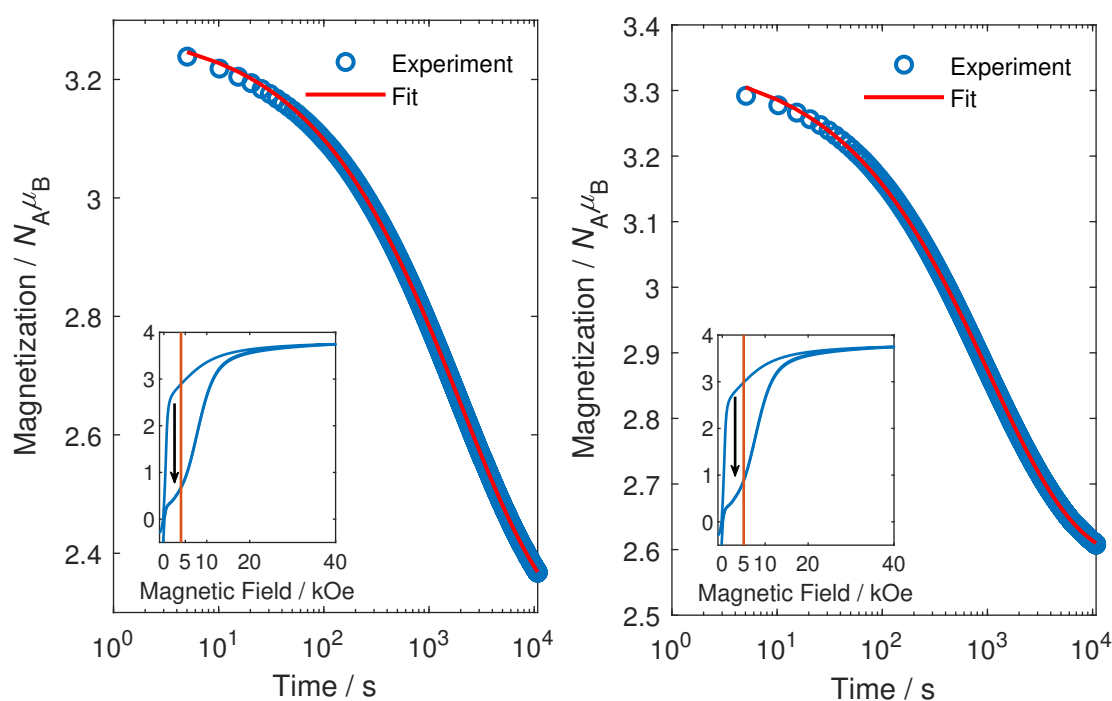 Experiment
Fit
Magnetization / N_Aμ_B
3.2
3
2.8
2.6
2.4
4
3
2
1
0
0 5 10 20 40
Magnetic Field / kOe
10^0 10^1 10^2 10^3 10^4
Time / s
Experiment
Fit
Magnetization / N_Aμ_B
3.4
3.3
3.2
3.1
3
2.9
2.8
2.7
2.6
2.5
4
3
2
1
0
0 5 10 20 40
Magnetic Field / kOe
10^0 10^1 10^2 10^3 10^4
Time / s